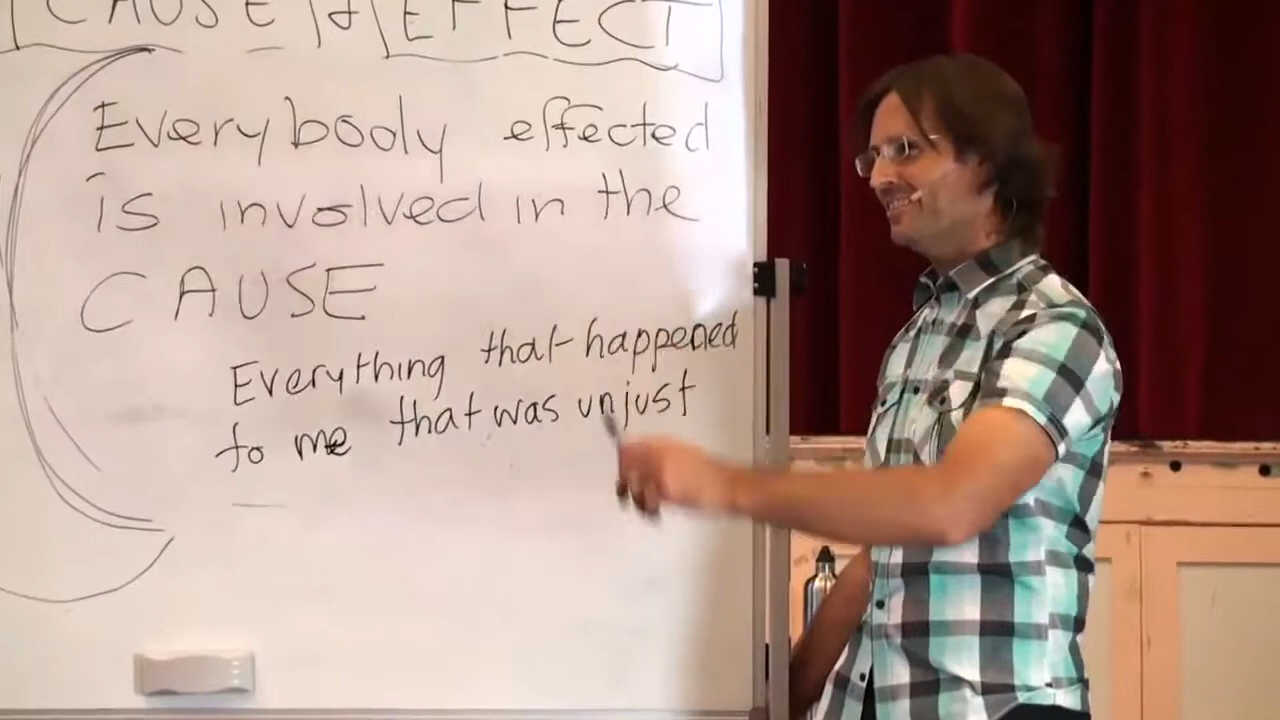 CAUSE & EFFECT
Everybody effected
is involved in the
CAUSE
Everything that happened
to me that was unjust